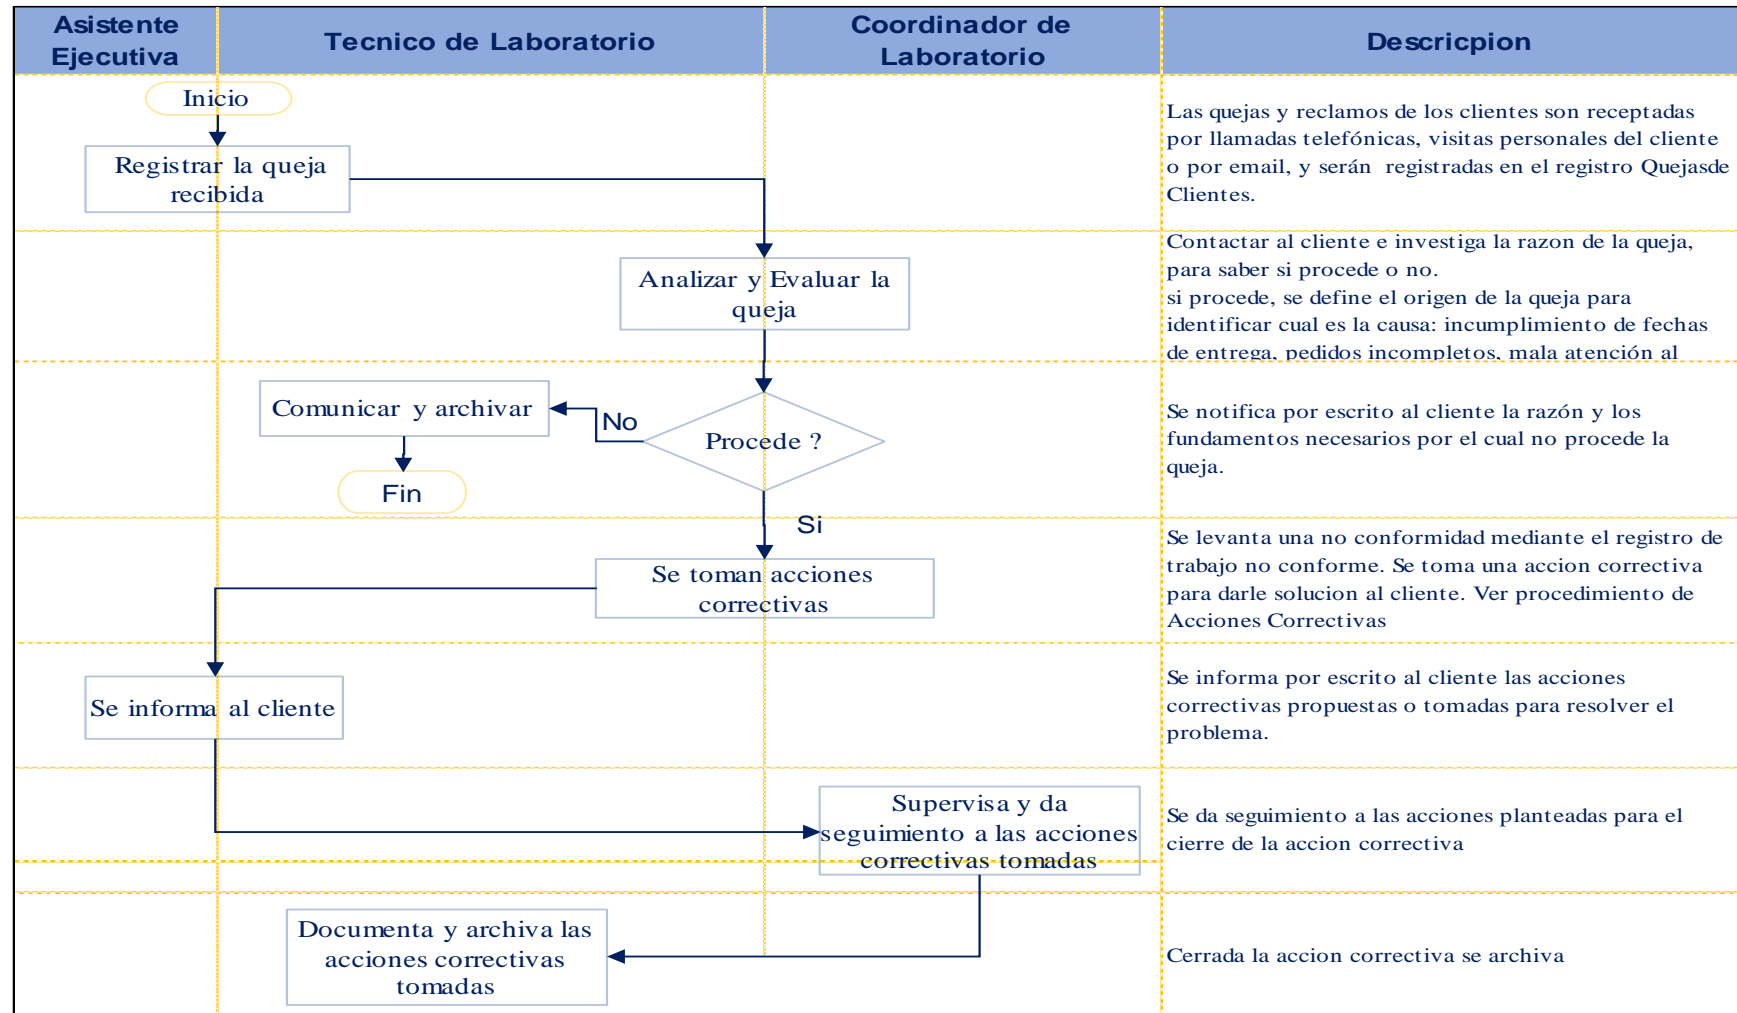 Asistente
Ejecutiva
Tecnico de Laboratorio
Coordinador de
Laboratorio
Descricpion
Inicio
Registrar la queja
recibida
Las quejas y reclamos de los clientes son receptadas
por llamadas telefónicas, visitas personales del cliente
o por email, y serán registradas en el registro Quejasde
Clientes.
Analizar y Evaluar la
queja
Contactar al cliente e investiga la razon de la queja,
para saber si procede o no.
si procede, se define el origen de la queja para
identificar cual es la causa: incumplimiento de fechas
de entrega, pedidos incompletos, mala atención al
Comunicar y archivar
No
Procede ?
Fin
Se notifica por escrito al cliente la razón y los
fundamentos necesarios por el cual no procede la
queja.
Si
Se toman acciones
correctivas
Se levanta una no conformidad mediante el registro de
trabajo no conforme. Se toma una accion correctiva
para darle solucion al cliente. Ver procedimiento de
Acciones Correctivas
Se informa al cliente
Se informa por escrito al cliente las acciones
correctivas propuestas o tomadas para resolver el
problema.
Supervisa y da
seguimiento a las acciones
correctivas tomadas
Se da seguimiento a las acciones planteadas para el
cierre de la accion correctiva
Documenta y archiva las
acciones correctivas
tomadas
Cerrada la accion correctiva se archiva